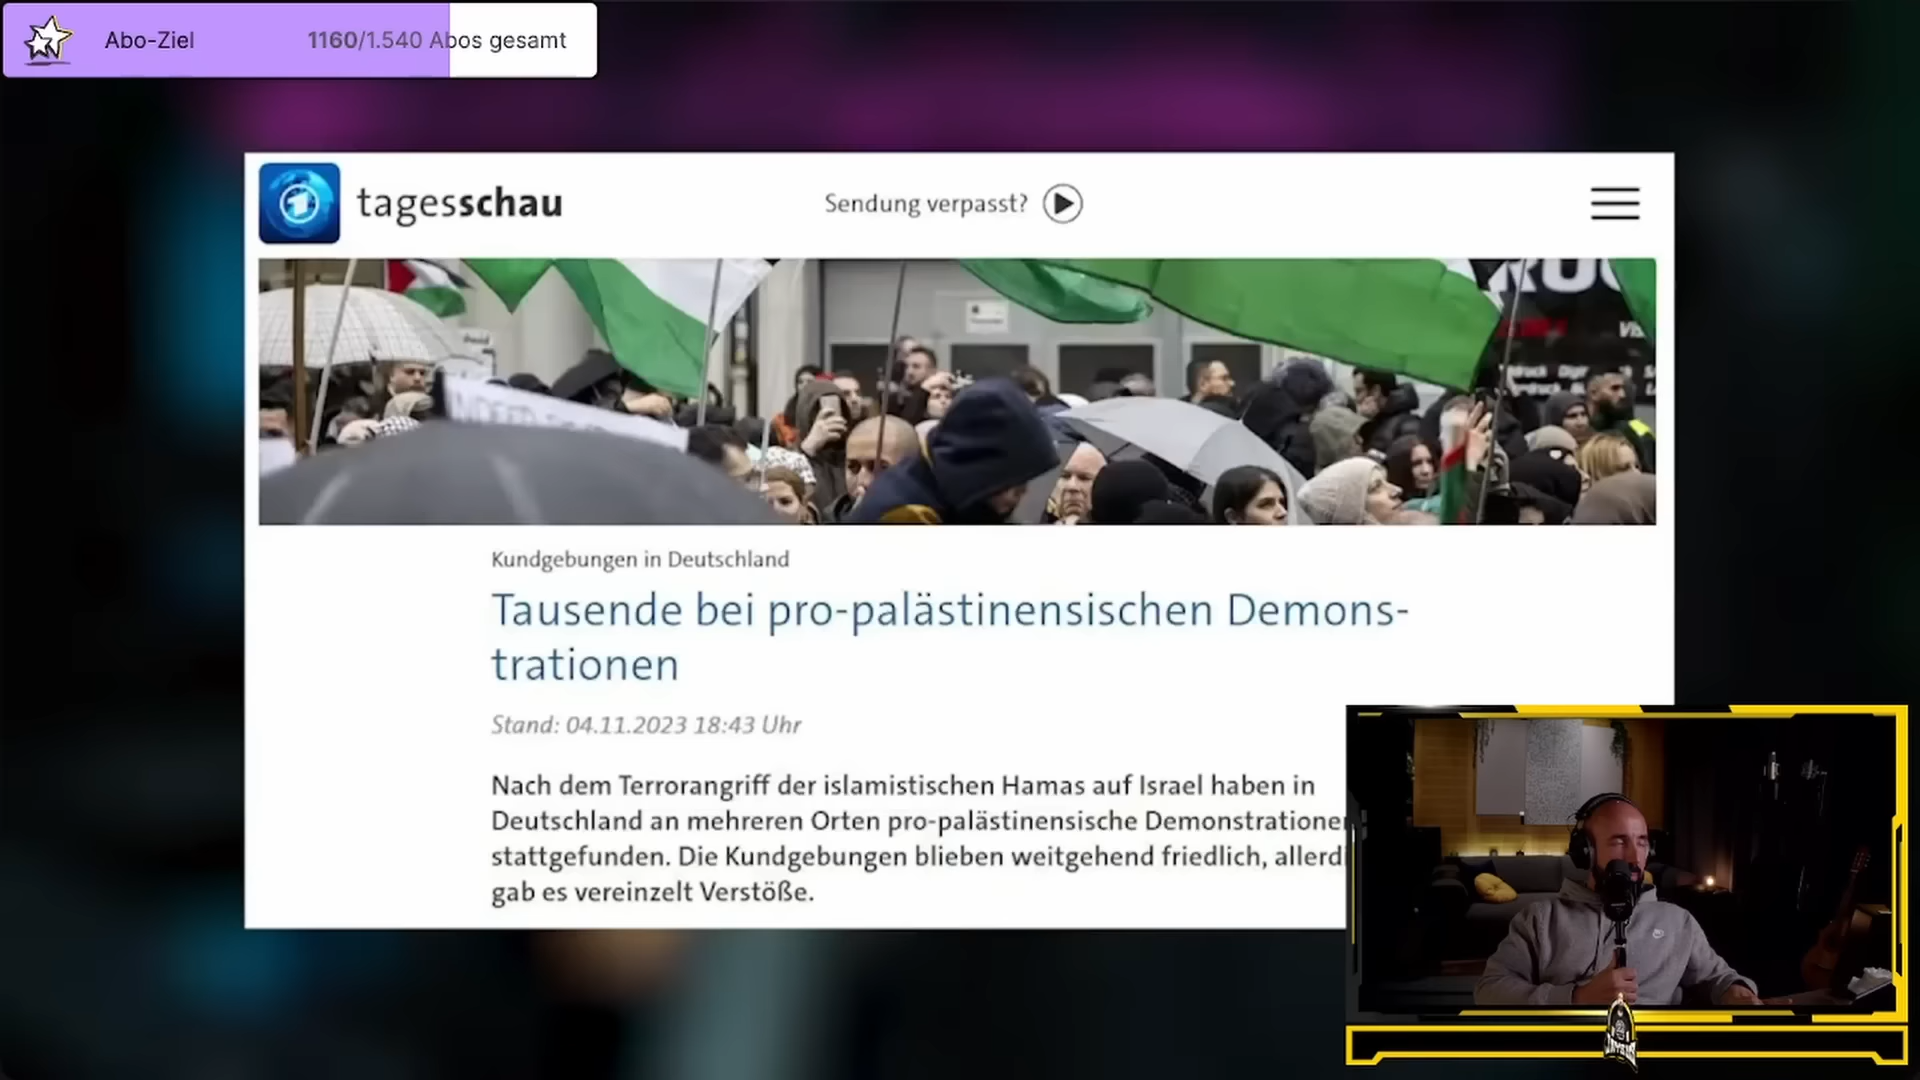 Abo-Ziel 1160/1.540 Abos gesamt
tagesschau
Sendung verpasst?
Kundgebungen in Deutschland
Tausende bei pro-palästinensischen Demons-
trationen
Stand: 04.11.2023 18:43 Uhr
Nach dem Terrorangriff der islamistischen Hamas auf Israel haben in
Deutschland an mehreren Orten pro-palästinensische Demonstrationen
stattgefunden. Die Kundgebungen blieben weitgehend friedlich, allerdi
gab es vereinzelt Verstöße.